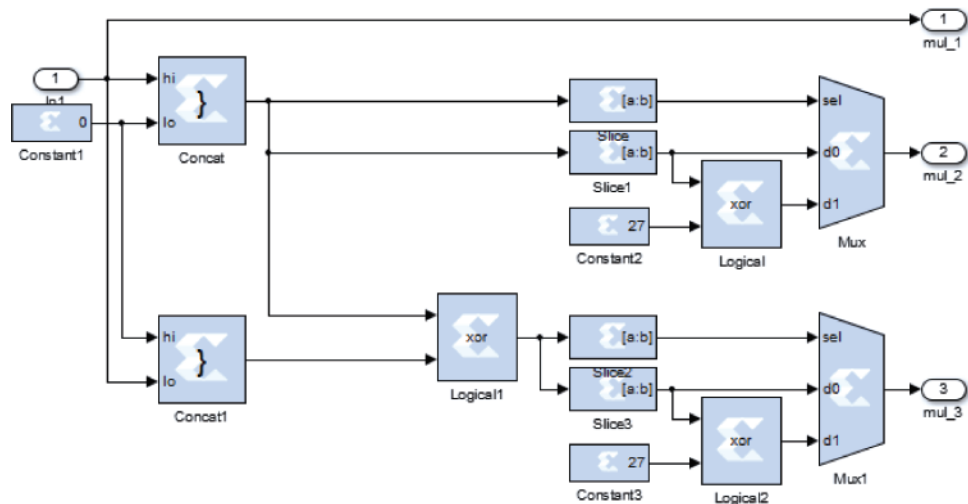 1
mul_1
1
In1
hi
lo
}
Concat
0
Constant1
[a:b]
Slice
[a:b]
Slice1
27
Constant2
xor
Logical
sel
d0
d1
Mux
2
mul_2
hi
lo
}
Concat1
xor
Logical1
[a:b]
Slice2
[a:b]
Slice3
27
Constant3
xor
Logical2
sel
d0
d1
Mux1
3
mul_3